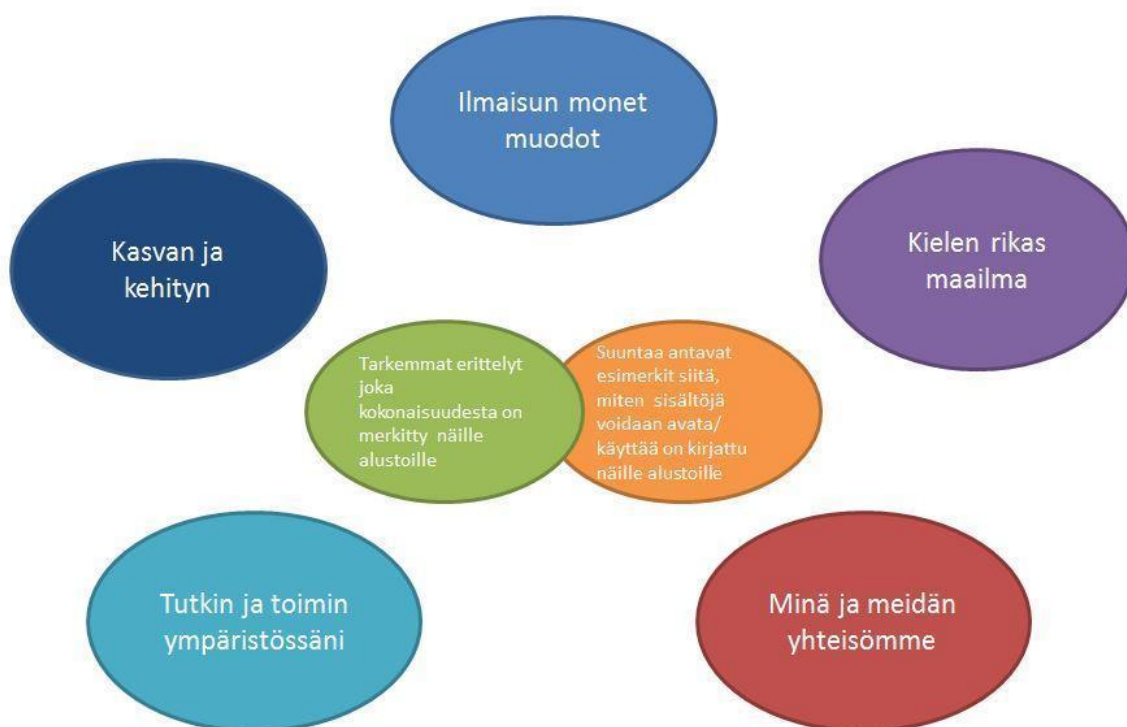 Ilmaisun monet
muodot
Kasvan ja
kehityn
Kielen rikas
maailma
Tarkemmat erittelyt
joka
kokonaisuudesta on
merkitty näille
alustoille
Suuntaa antavat
esimerkit siitä,
miten sisältöjä
voidaan avata/
käyttää on kirjattu
näille alustoille
Tutkin ja toimin
ympäristössäni
Minä ja meidän
yhteisömme